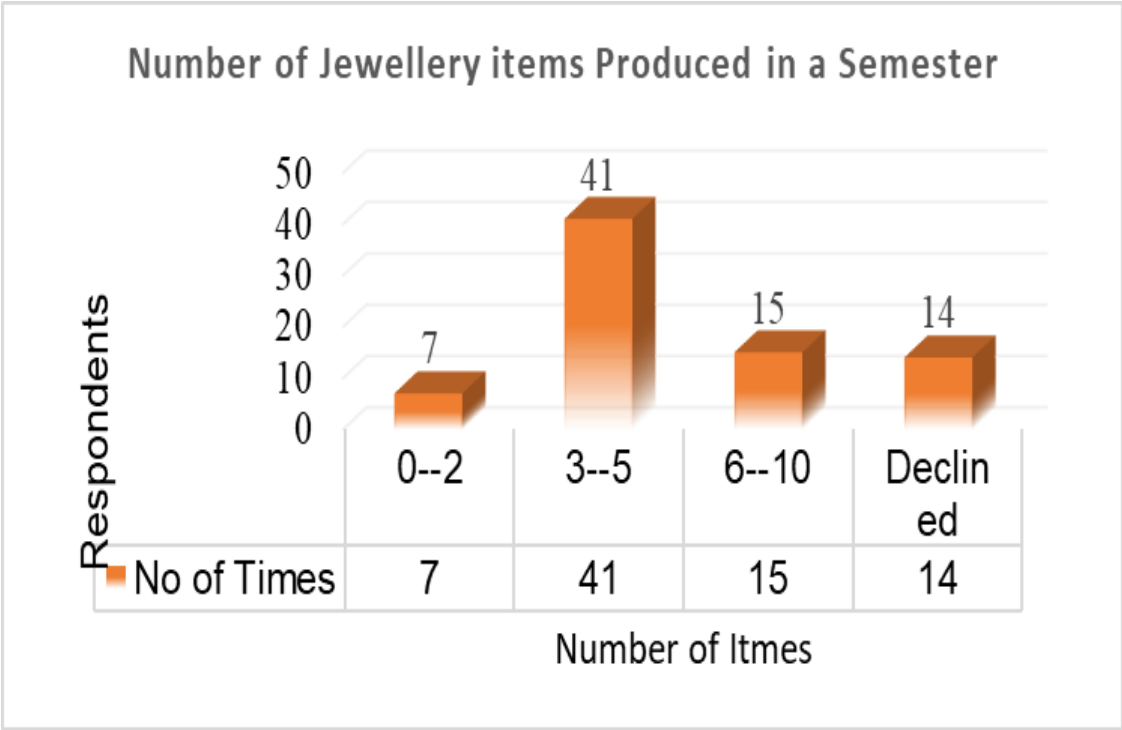 Number of Jewellery items Produced in a Semester
50
40
30
20
10
0
7
41
15
14
Respondents
0--2
3--5
6--10
Declin
ed
No of Times
7
41
15
14
Number of Itmes